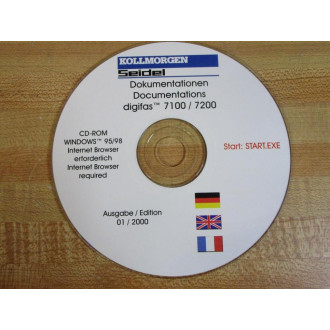 KOLLMORGEN
Seidel
Dokumentationen
Documentations
digifas™ 7100 / 7200
CD-ROM
WINDOWS™ 95/98
Internet Browser
erforderlich
Internet Browser
required
Start: START.EXE
Ausgabe / Edition
01 / 2000